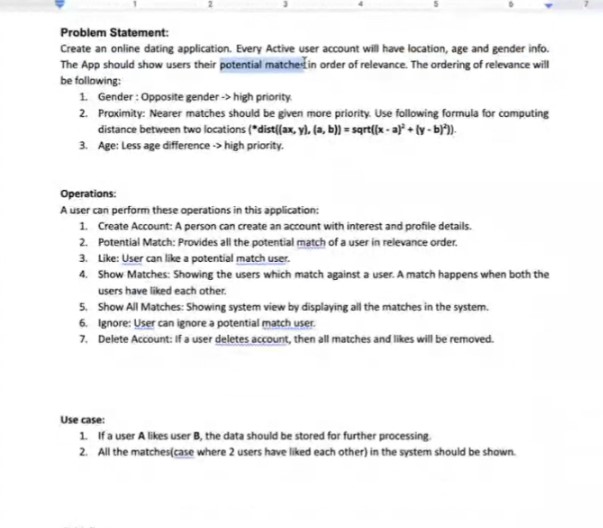 1 2 3 4 5 6 7
Problem Statement:
Create an online dating application. Every Active user account will have location, age and gender info.
The App should show users their potential matches in order of relevance. The ordering of relevance will
be following:
1. Gender : Opposite gender -> high priority.
2. Proximity: Nearer matches should be given more priority. Use following formula for computing
distance between two locations (*dist((ax, y), (a, b)) = sqrt((x - a)² + (y - b)²)).
3. Age: Less age difference -> high priority.
Operations:
A user can perform these operations in this application:
1. Create Account: A person can create an account with interest and profile details.
2. Potential Match: Provides all the potential match of a user in relevance order.
3. Like: User can like a potential match user.
4. Show Matches: Showing the users which match against a user. A match happens when both the
users have liked each other.
5. Show All Matches: Showing system view by displaying all the matches in the system.
6. Ignore: User can ignore a potential match user.
7. Delete Account: If a user deletes account, then all matches and likes will be removed.
Use case:
1. If a user A likes user B, the data should be stored for further processing.
2. All the matches(case where 2 users have liked each other) in the system should be shown.